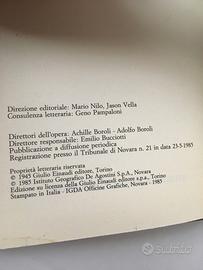 Direzione editoriale: Mario Nilo, Jason Vella
Consulenza letteraria: Geno Pampaloni
Direttori dell'opera: Achille Boroli - Adolfo Boroli
Direttore responsabile: Emilio Bucciotti
Pubblicazione a diffusione periodica
Registrazione presso il Tribunale di Novara n. 21 in data 23-5-1985
Proprietà letteraria riservata
© 1945 Giulio Einaudi editore, Torino
© 1985 Istituto Geografico De Agostini S.p.A., Novara
Edizione su licenza della Giulio Einaudi editore s.p.a., Torino
Stampato in Italia - IGDA Officine Grafiche, Novara - 1985
subito.it